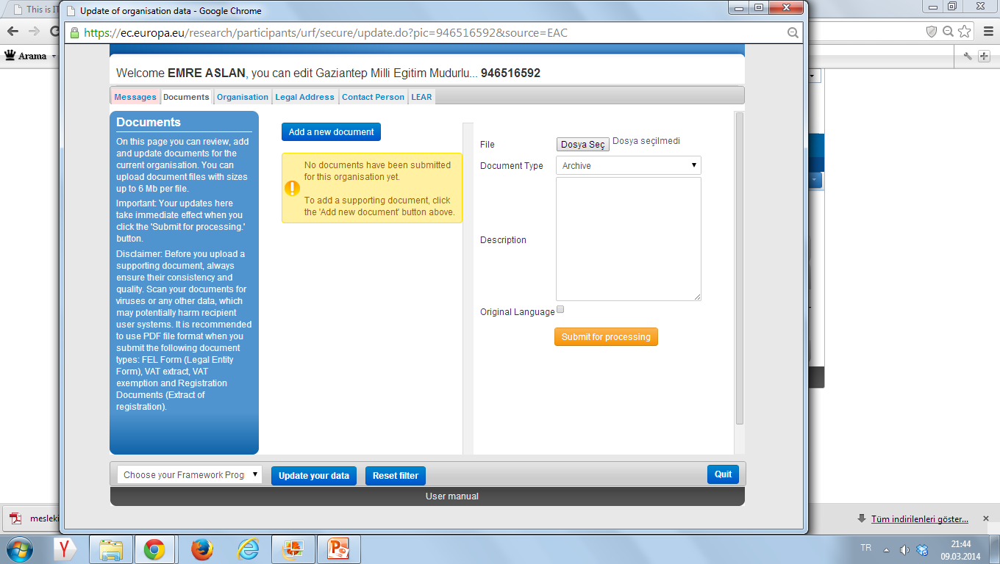 This is IT
Update of organisation data - Google Chrome
https://ec.europa.eu/research/participants/urf/secure/update.do?pic=946516592&source=EAC
Arama
Welcome EMRE ASLAN, you can edit Gaziantep Milli Egitim Mudurlu... 946516592
Messages Documents Organisation Legal Address Contact Person LEAR
Documents
On this page you can review, add
and update documents for the
current organisation. You can
upload document files with sizes
up to 6 Mb per file.
Important: Your updates here
take immediate effect when you
click the 'Submit for processing.'
button.
Disclaimer: Before you upload a
supporting document, always
ensure their consistency and
quality. Scan your documents for
viruses or any other data, which
may potentially harm recipient
user systems. It is recommended
to use PDF file format when you
submit the following document
types: FEL Form (Legal Entity
Form), VAT extract, VAT
exemption and Registration
Documents (Extract of
registration).
Add a new document
No documents have been submitted
for this organisation yet.
To add a supporting document, click
the 'Add new document' button above.
File Dosya Seç Dosya seçilmedi
Document Type Archive
Description
Original Language
Submit for processing
Choose your Framework Prog Update your data Reset filter Quit
User manual
mesleki
Tüm indirilenleri göster...
TR
21:44
09.03.2014